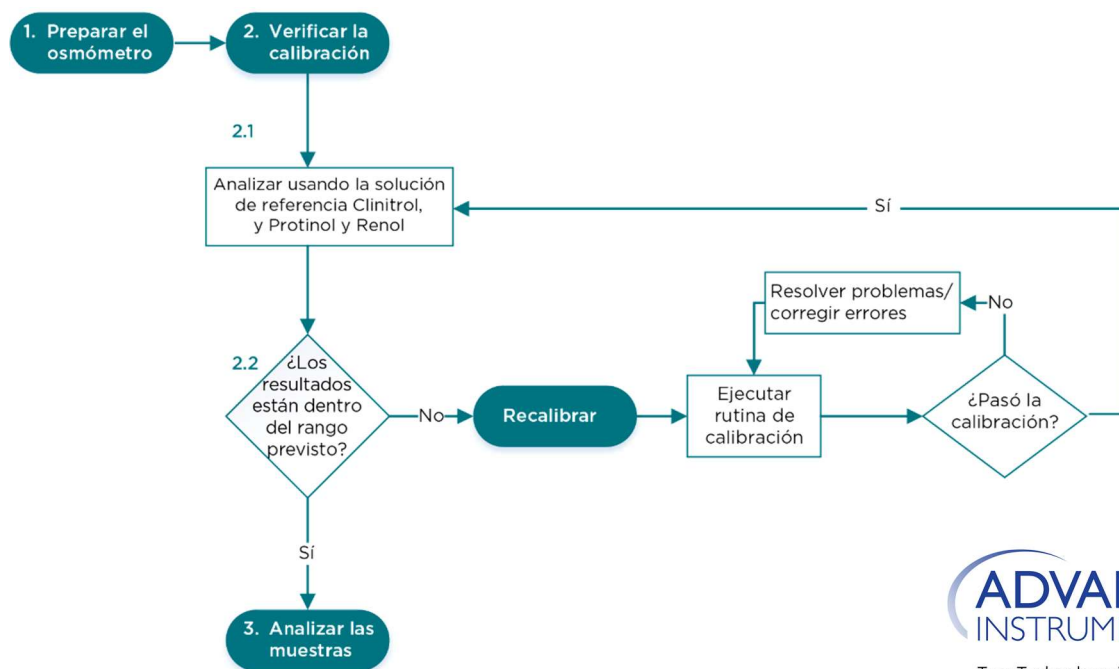 1. Preparar el
osmómetro
2. Verificar la
calibración
2.1
Analizar usando la solución
de referencia Clinitrol,
y Protinol y Renol
Sí
2.2
¿Los
resultados
están dentro
del rango
previsto?
No
Recalibrar
Ejecutar
rutina de
calibración
Resolver problemas/
corregir errores
No
¿Pasó la
calibración?
Sí
3. Analizar las
muestras